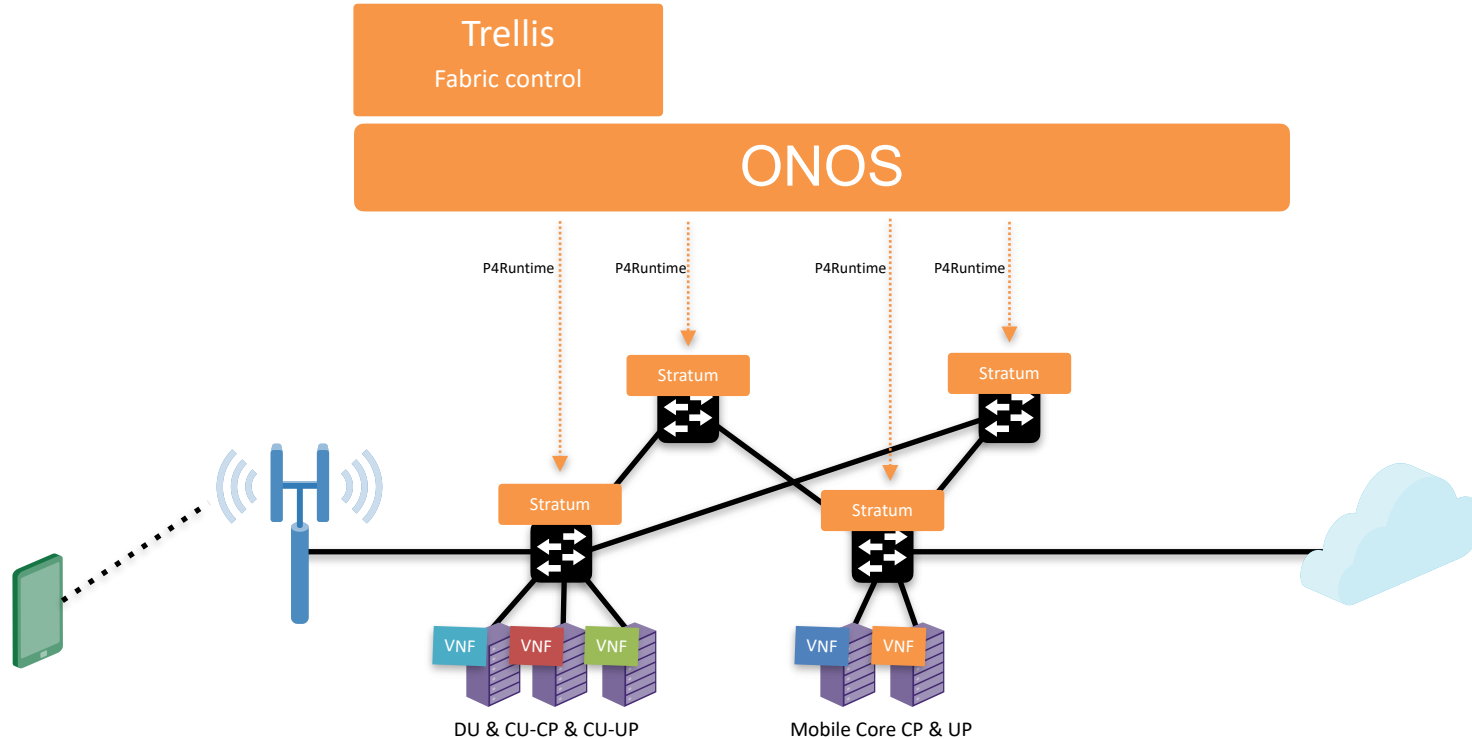 Trellis
Fabric control
ONOS
P4Runtime
P4Runtime
P4Runtime
P4Runtime
Stratum
Stratum
Stratum
Stratum
VNF
VNF
VNF
VNF
VNF
DU & CU-CP & CU-UP
Mobile Core CP & UP